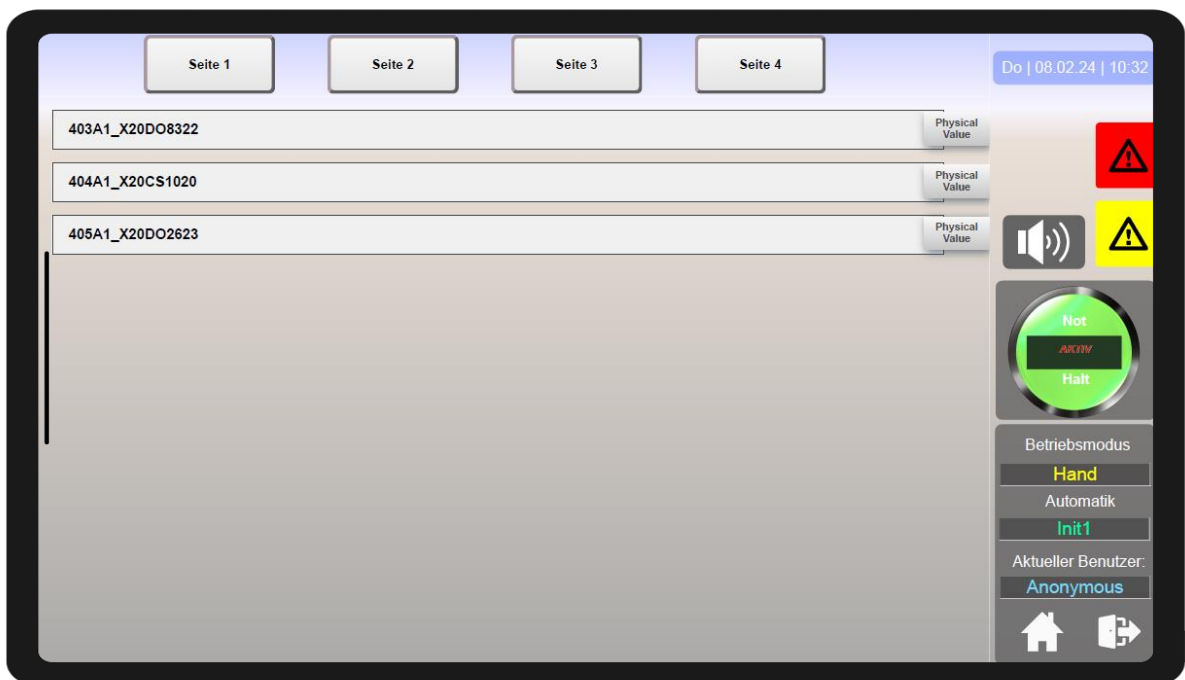 Seite 1
Seite 2
Seite 3
Seite 4
Do | 08.02.24 | 10:32
403A1_X20DO8322
Physical
Value
404A1_X20CS1020
Physical
Value
405A1_X20DO2623
Physical
Value
Not
AKTIV
Halt
Betriebsmodus
Hand
Automatik
Init1
Aktueller Benutzer:
Anonymous